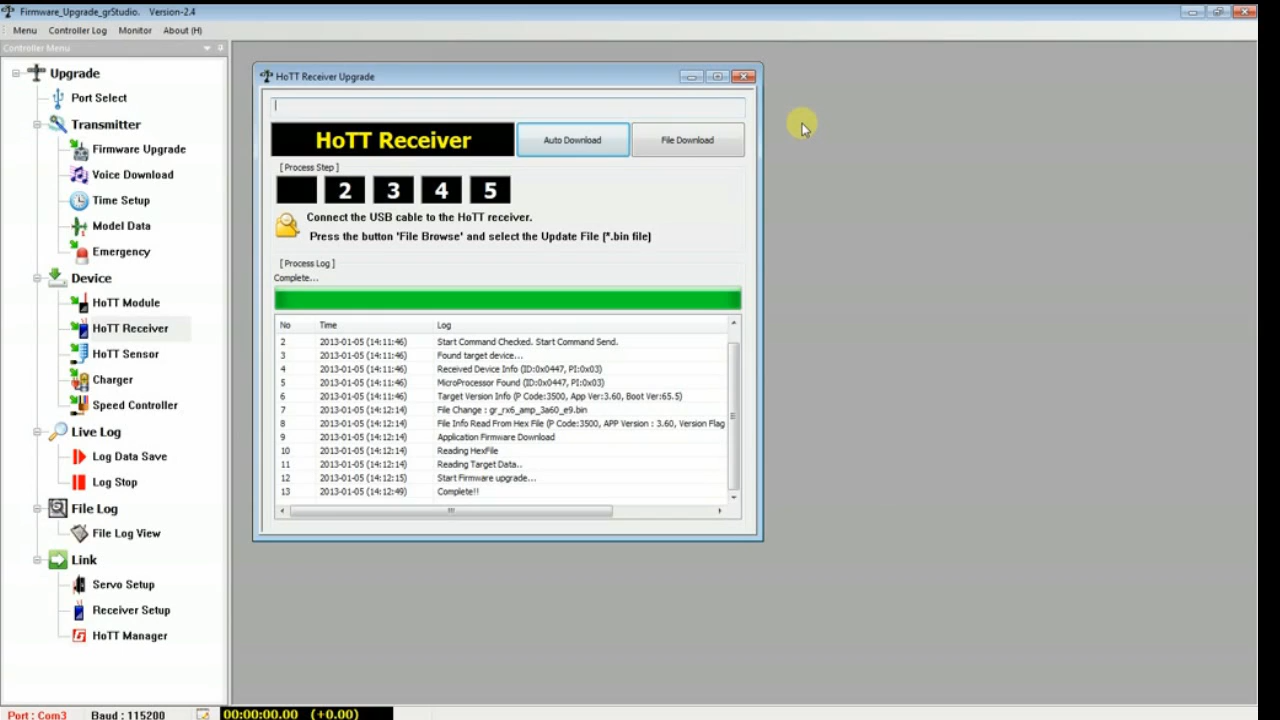 Firmware_Upgrade_grStudio. Version-2.4
Menu Controller Log Monitor About (H)
Controller Menu
Upgrade
Port Select
Transmitter
Firmware Upgrade
Voice Download
Time Setup
Model Data
Emergency
Device
HoTT Module
HoTT Receiver
HoTT Sensor
Charger
Speed Controller
Live Log
Log Data Save
Log Stop
File Log
File Log View
Link
Servo Setup
Receiver Setup
HoTT Manager
HoTT Receiver Upgrade
HoTT Receiver Auto Download File Download
[ Process Step ]
2 3 4 5
Connect the USB cable to the HoTT receiver.
Press the button 'File Browse' and select the Update File (*.bin file)
[ Process Log ]
Complete...
No Time Log
2 2013-01-05 (14:11:46) Start Command Checked. Start Command Send.
3 2013-01-05 (14:11:46) Found target device...
4 2013-01-05 (14:11:46) Received Device Info (ID:0x0447, PI:0x03)
5 2013-01-05 (14:11:46) MicroProcessor Found (ID:0x0447, PI:0x03)
6 2013-01-05 (14:11:46) Target Version Info (P Code:3500, App Ver:3.60, Boot Ver:65.5)
7 2013-01-05 (14:12:14) File Change : gr_rx6_amp_3a60_e9.bin
8 2013-01-05 (14:12:14) File Info Read From Hex File (P Code:3500, APP Version : 3.60, Version Flag
9 2013-01-05 (14:12:14) Application Firmware Download
10 2013-01-05 (14:12:14) Reading HexFile
11 2013-01-05 (14:12:14) Reading Target Data..
12 2013-01-05 (14:12:15) Start Firmware upgrade...
13 2013-01-05 (14:12:49) Complete!!
Port : Com3 Baud : 115200 00:00:00.00 (+0.00)